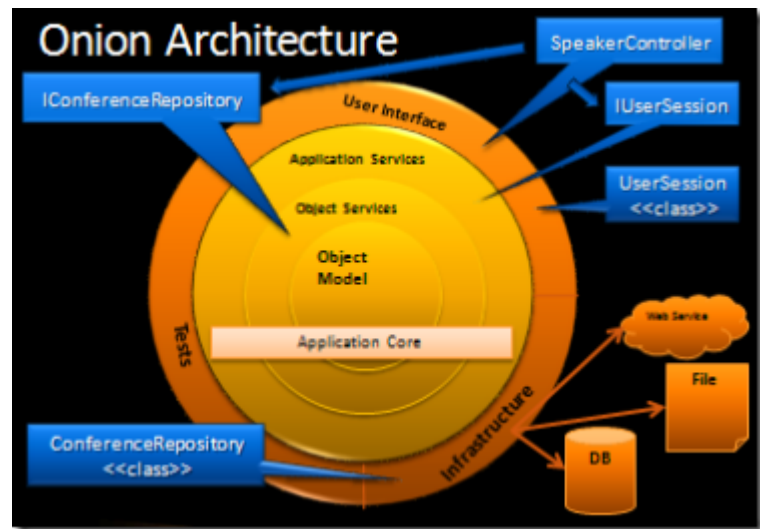 Onion Architecture
SpeakerController
IConferenceRepository
IUserSession
User Interface
Application Services
UserSession
<<class>>
Object Services
Object
Model
Web Service
Tests
Application Core
File
Infrastructure
ConferenceRepository
<<class>>
DB